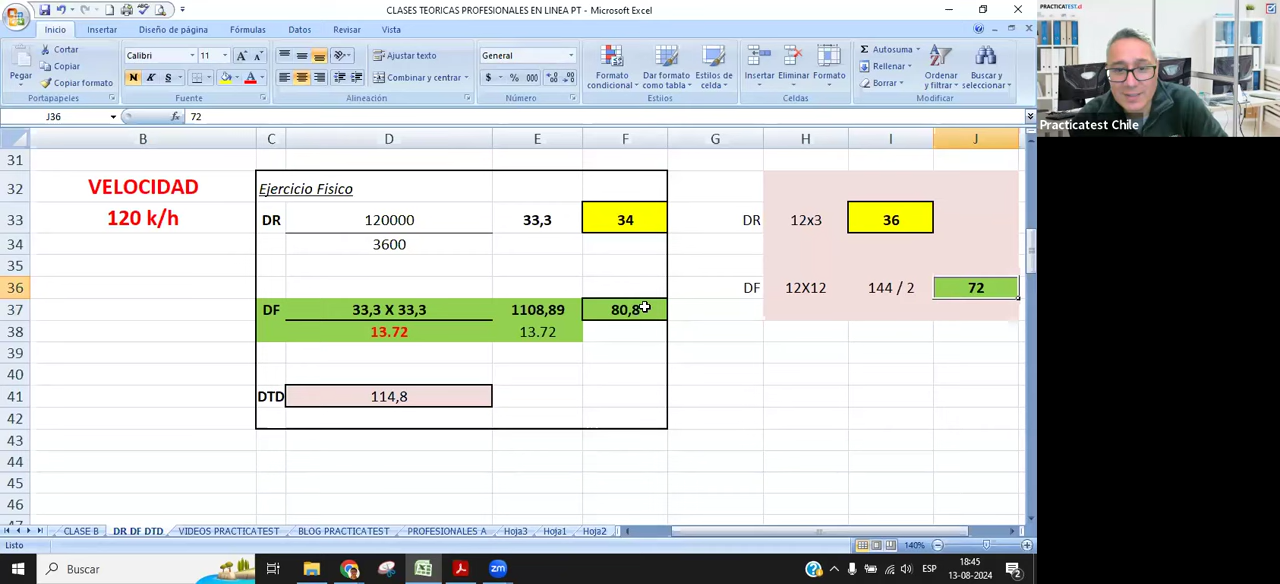 CLASES TEORICAS PROFESIONALES EN LINEA PT - Microsoft Excel
Inicio Insertar Diseño de página Fórmulas Datos Revisar Vista
Pegar
Cortar
Copiar
Copiar formato
Portapapeles
Calibri 11
N K S
Fuente
Ajustar texto
Combinar y centrar
Alineación
General
$ % 000
Número
Formato condicional
Dar formato como tabla
Estilos de celda
Estilos
Insertar Eliminar Formato
Celdas
Autosuma
Rellenar
Borrar
Ordenar y filtrar
Buscar y seleccionar
Modificar
PRACTICATEST.cl
Practicatest Chile
J36 fx 72
B C D E F G H I J
31
32 VELOCIDAD Ejercicio Fisico
33 120 k/h DR 120000 33,3 34 DR 12x3 36
34 3600
35
36 DF 12X12 144 / 2 72
37 DF 33,3 X 33,3 1108,89 80,8
38 13.72 13.72
39
40
41 DTD 114,8
42
43
44
45
46
47
CLASE B DR DF DTD VIDEOS PRACTICATEST BLOG PRACTICATEST PROFESIONALES A Hoja3 Hoja1 Hoja2
Listo 140%
Buscar
ESP
18:45
13-08-2024
2